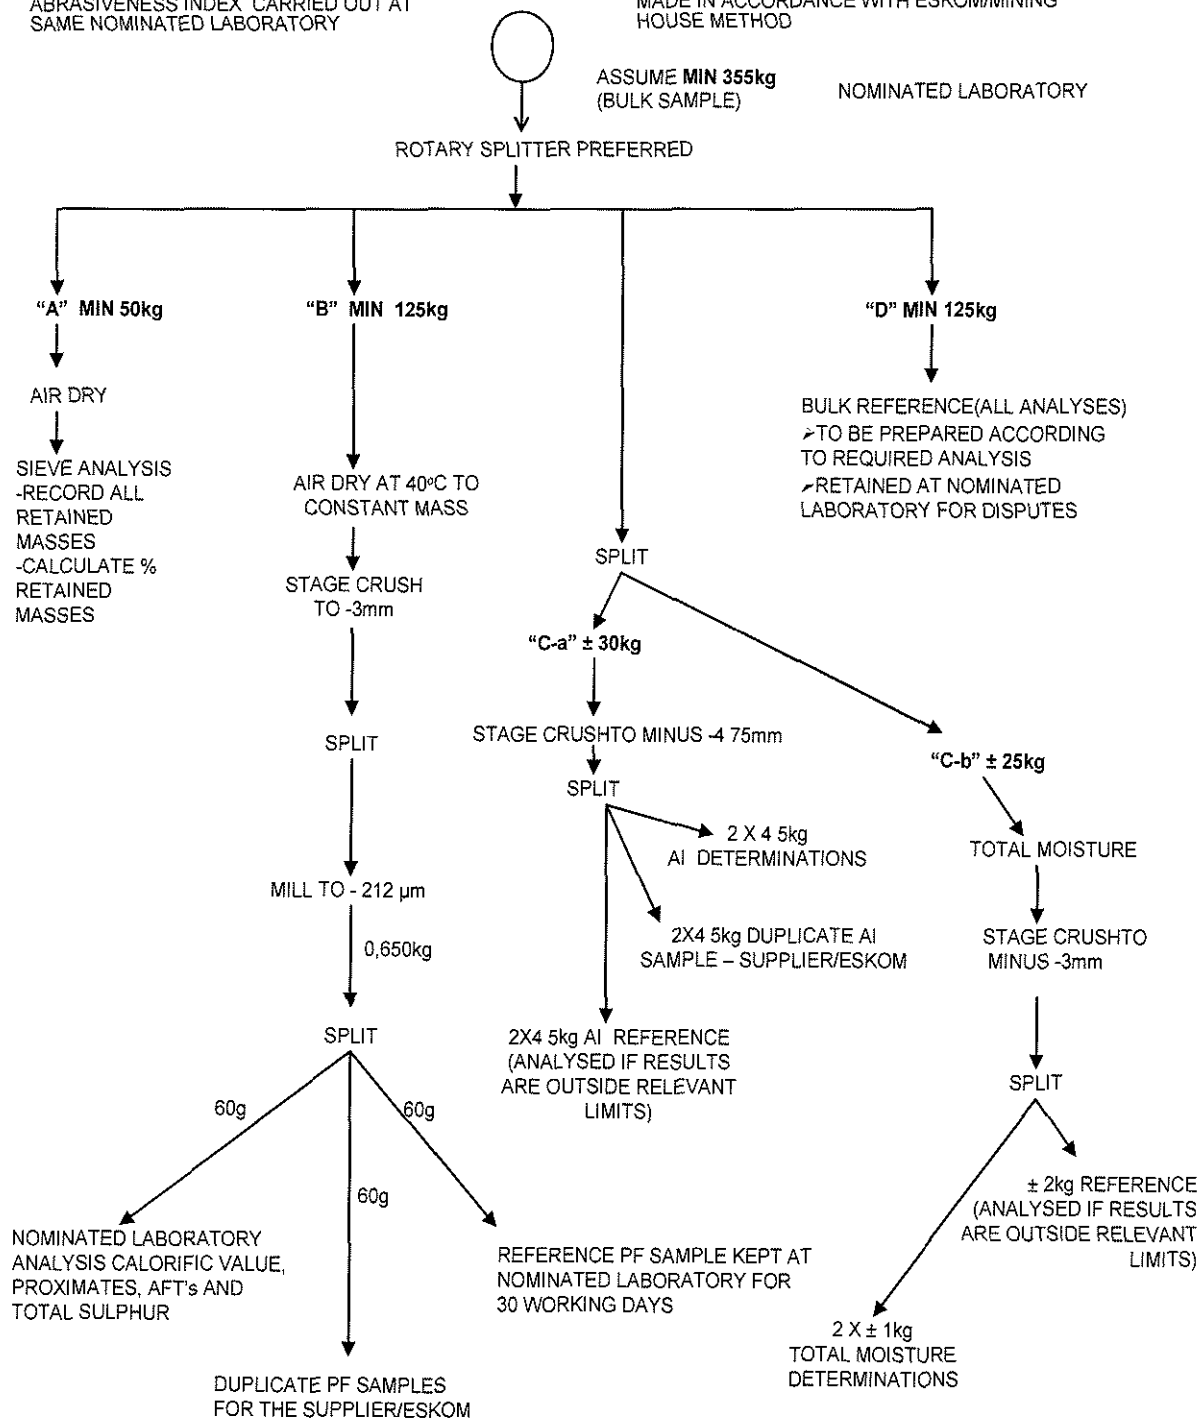 ABRASIVENESS INDEX CARRIED OUT AT
SAME NOMINATED LABORATORY
MADE IN ACCORDANCE WITH ESKOM/MINING
HOUSE METHOD
ASSUME MIN 355kg
(BULK SAMPLE)
NOMINATED LABORATORY
ROTARY SPLITTER PREFERRED
"A" MIN 50kg
AIR DRY
SIEVE ANALYSIS
-RECORD ALL
RETAINED
MASSES
-CALCULATE %
RETAINED
MASSES
"B" MIN 125kg
AIR DRY AT 40ºC TO
CONSTANT MASS
STAGE CRUSH
TO -3mm
SPLIT
MILL TO - 212 µm
0,650kg
SPLIT
60g
60g
60g
NOMINATED LABORATORY
ANALYSIS CALORIFIC VALUE,
PROXIMATES, AFT's AND
TOTAL SULPHUR
DUPLICATE PF SAMPLES
FOR THE SUPPLIER/ESKOM
REFERENCE PF SAMPLE KEPT AT
NOMINATED LABORATORY FOR
30 WORKING DAYS
SPLIT
"C-a" ± 30kg
STAGE CRUSHTO MINUS -4 75mm
SPLIT
2 X 4 5kg
AI DETERMINATIONS
2X4 5kg DUPLICATE AI
SAMPLE – SUPPLIER/ESKOM
2X4 5kg AI REFERENCE
(ANALYSED IF RESULTS
ARE OUTSIDE RELEVANT
LIMITS)
"C-b" ± 25kg
TOTAL MOISTURE
STAGE CRUSHTO
MINUS -3mm
SPLIT
± 2kg REFERENCE
(ANALYSED IF RESULTS
ARE OUTSIDE RELEVANT
LIMITS)
2 X ± 1kg
TOTAL MOISTURE
DETERMINATIONS
"D" MIN 125kg
BULK REFERENCE(ALL ANALYSES)
➢TO BE PREPARED ACCORDING
TO REQUIRED ANALYSIS
➢RETAINED AT NOMINATED
LABORATORY FOR DISPUTES